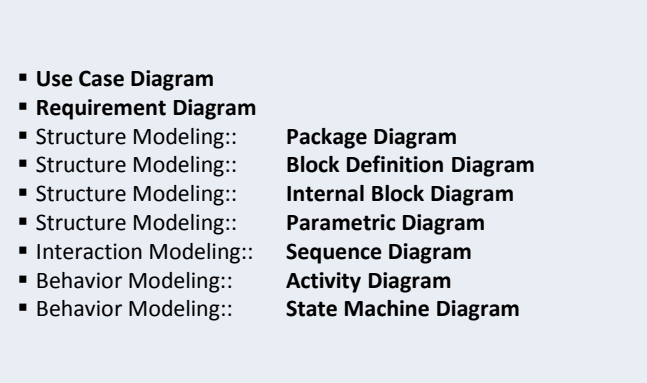 ▪ Use Case Diagram
▪ Requirement Diagram
▪ Structure Modeling:: Package Diagram
▪ Structure Modeling:: Block Definition Diagram
▪ Structure Modeling:: Internal Block Diagram
▪ Structure Modeling:: Parametric Diagram
▪ Interaction Modeling:: Sequence Diagram
▪ Behavior Modeling:: Activity Diagram
▪ Behavior Modeling:: State Machine Diagram